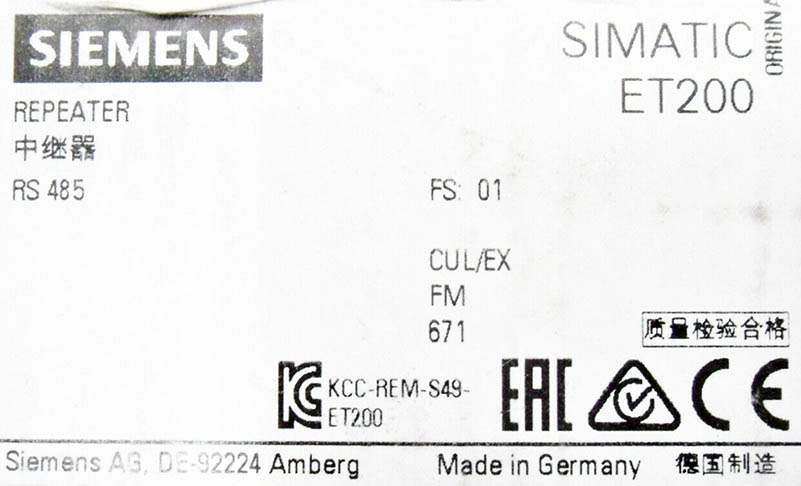 SIEMENS
SIMATIC
ET200
REPEATER
中继器
RS 485
FS: 01
CUL/EX
FM
671
质量检验合格
KCC-REM-S49-
ET200
EAC
CE
Siemens AG, DE-92224 Amberg
Made in Germany 德国制造